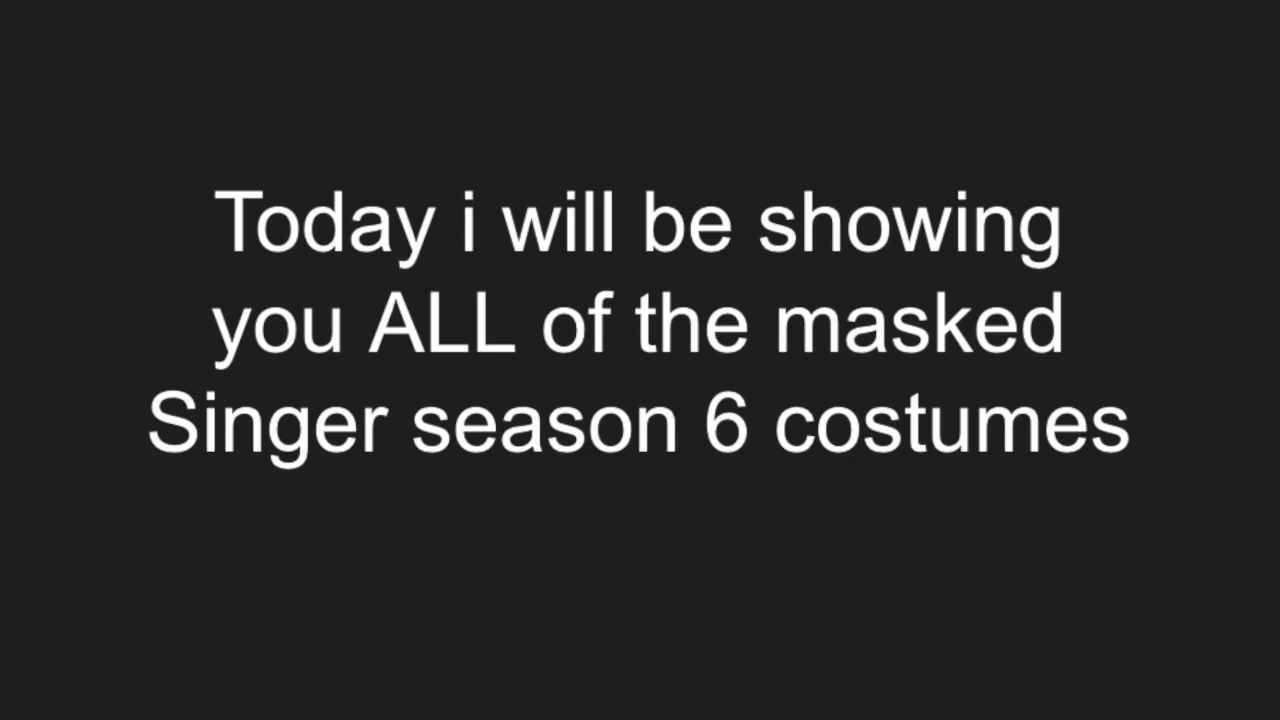 Today i will be showing
you ALL of the masked
Singer season 6 costumes